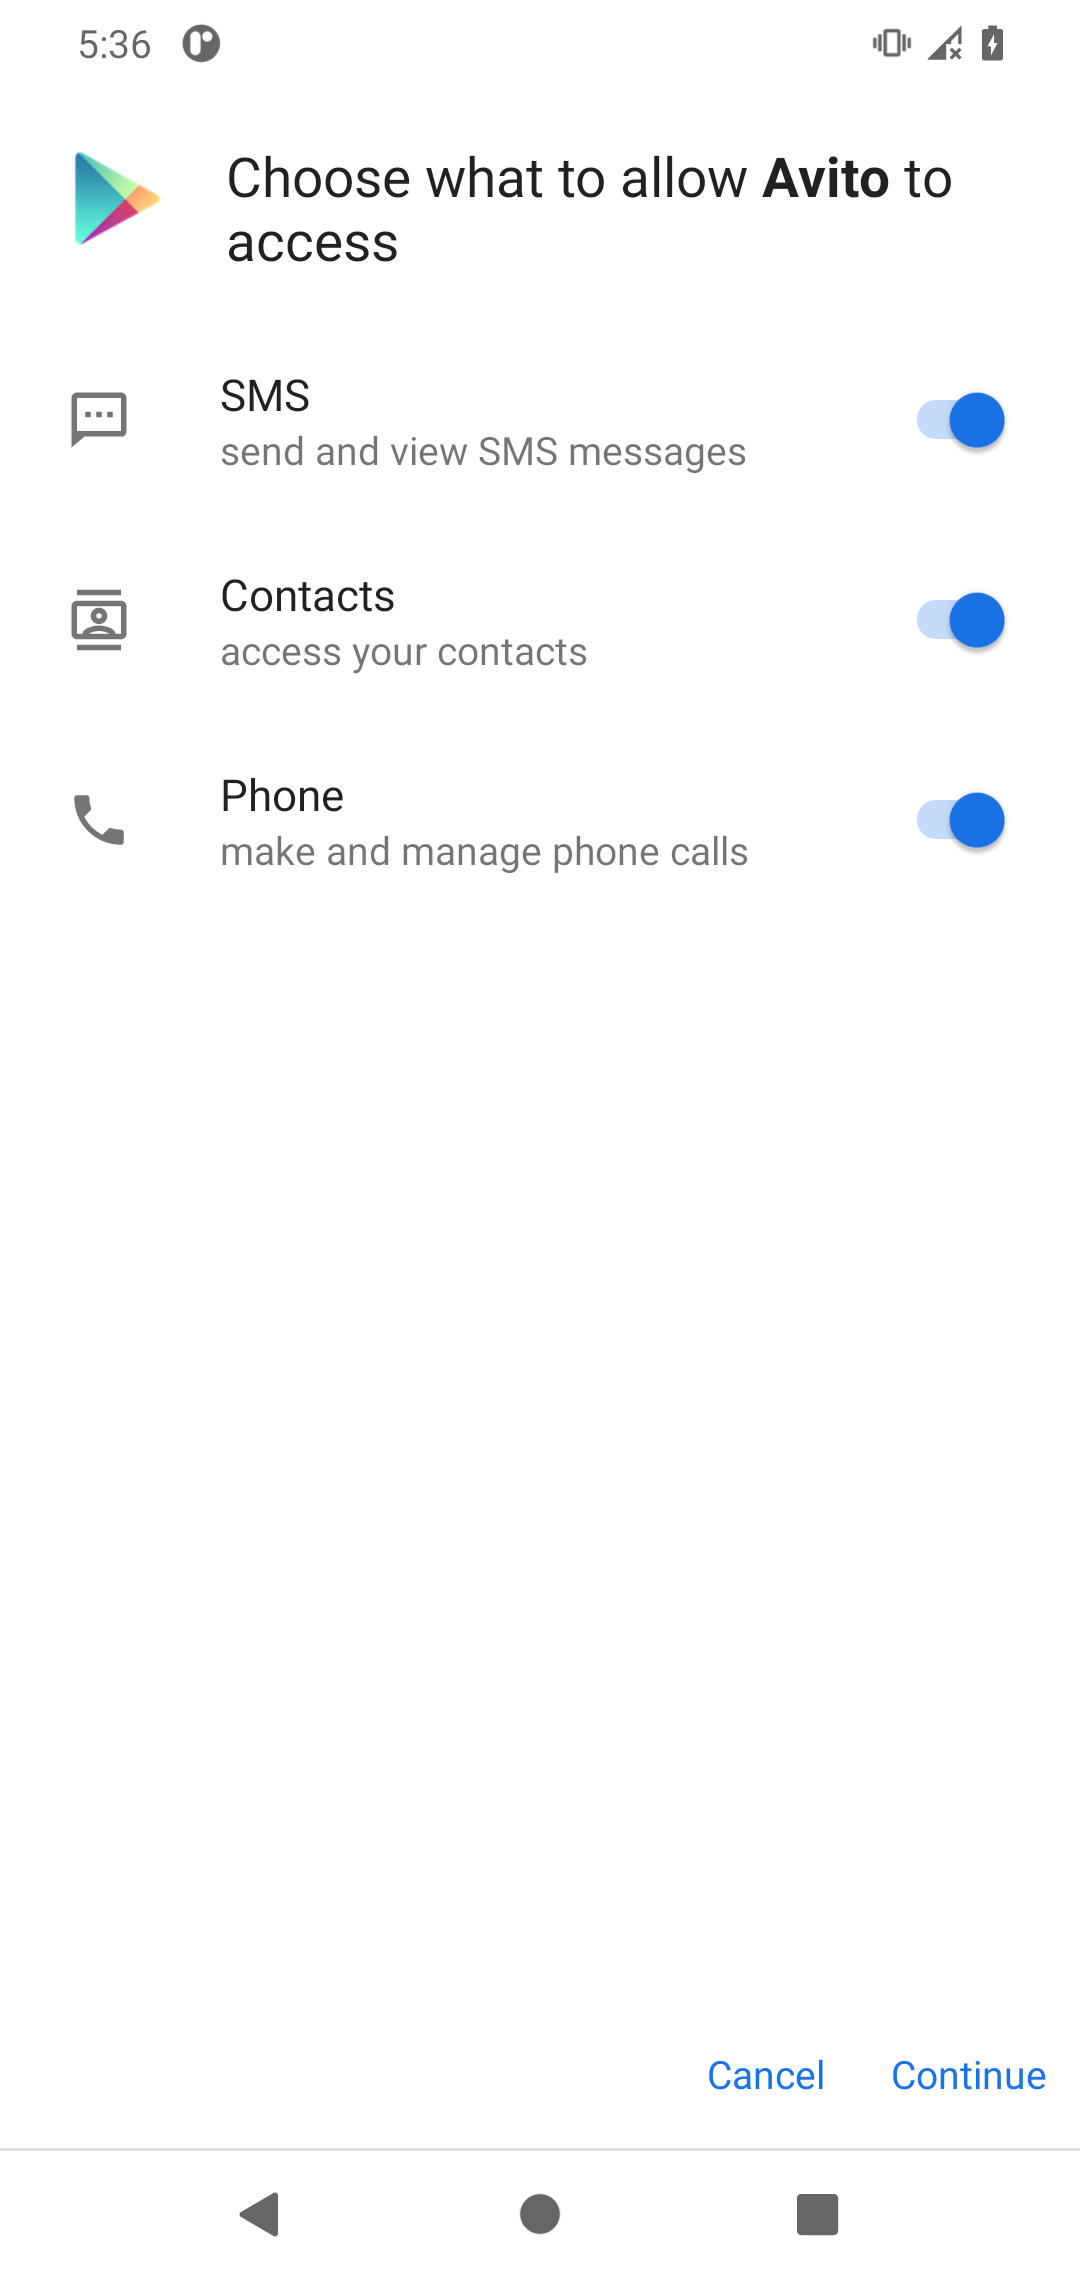 5:36
Choose what to allow Avito to
access
SMS
send and view SMS messages
Contacts
access your contacts
Phone
make and manage phone calls
Cancel Continue